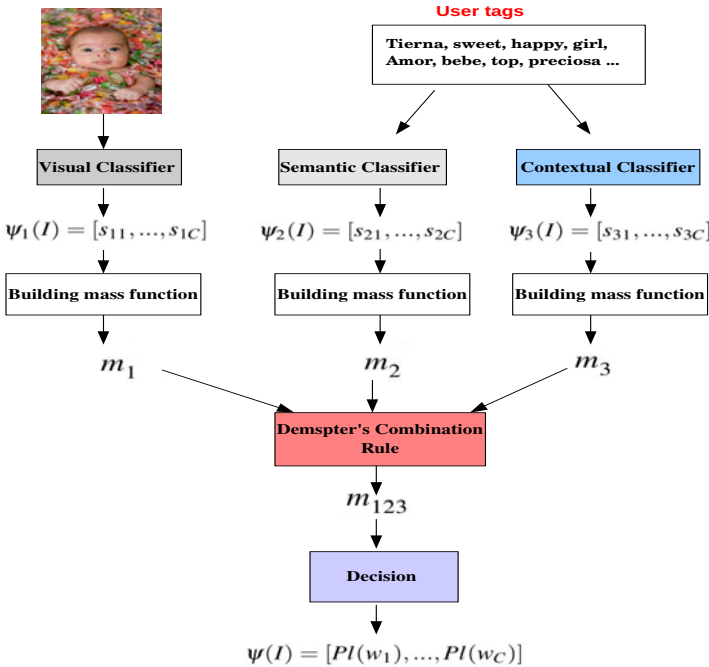 User tags
Tierna, sweet, happy, girl,
Amor, bebe, top, preciosa ...
Visual Classifier
Semantic Classifier
Contextual Classifier
ψ₁(I) = [s₁₁,...,s₁C]
ψ₂(I) = [s₂₁,...,s₂C]
ψ₃(I) = [s₃₁,...,s₃C]
Building mass function
Building mass function
Building mass function
m₁
m₂
m₃
Demspter's Combination
Rule
m₁₂₃
Decision
ψ(I) = [Pl(w₁),...,Pl(wC)]